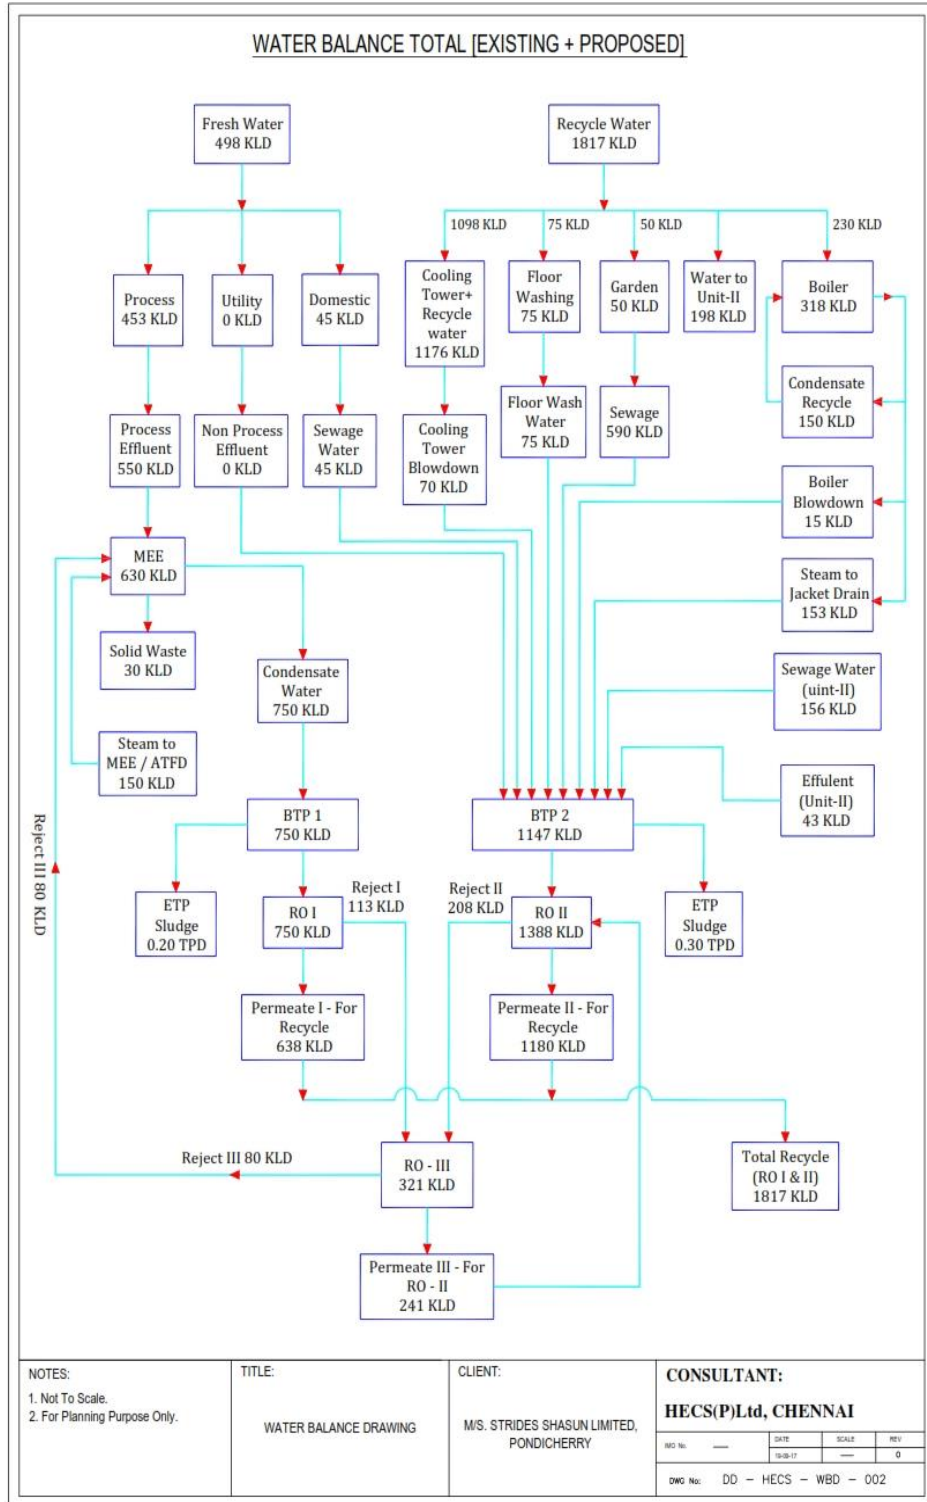 WATER BALANCE TOTAL [EXISTING + PROPOSED]
Fresh Water
498 KLD
Recycle Water
1817 KLD
1098 KLD
75 KLD
50 KLD
230 KLD
Process
453 KLD
Utility
0 KLD
Domestic
45 KLD
Cooling
Tower+
Recycle
water
1176 KLD
Floor
Washing
75 KLD
Garden
50 KLD
Water to
Unit-II
198 KLD
Boiler
318 KLD
Process
Effluent
550 KLD
Non Process
Effluent
0 KLD
Sewage
Water
45 KLD
Cooling
Tower
Blowdown
70 KLD
Floor Wash
Water
75 KLD
Sewage
590 KLD
Condensate
Recycle
150 KLD
Boiler
Blowdown
15 KLD
MEE
630 KLD
Steam to
Jacket Drain
153 KLD
Solid Waste
30 KLD
Condensate
Water
750 KLD
Sewage Water
(uint-II)
156 KLD
Steam to
MEE / ATFD
150 KLD
Effulent
(Unit-II)
43 KLD
BTP 1
750 KLD
BTP 2
1147 KLD
Reject III 80 KLD
ETP
Sludge
0.20 TPD
RO I
750 KLD
Reject I
113 KLD
Reject II
208 KLD
RO II
1388 KLD
ETP
Sludge
0.30 TPD
Permeate I - For
Recycle
638 KLD
Permeate II - For
Recycle
1180 KLD
Reject III 80 KLD
RO - III
321 KLD
Total Recycle
(RO I & II)
1817 KLD
Permeate III - For
RO - II
241 KLD
NOTES:
1. Not To Scale.
2. For Planning Purpose Only.
TITLE:
WATER BALANCE DRAWING
CLIENT:
M/S. STRIDES SHASUN LIMITED,
PONDICHERRY
CONSULTANT:
HECS(P)Ltd, CHENNAI
No. —
DATE
SCALE
REV
—
0
DWG No: DD - HECS - WBD - 002